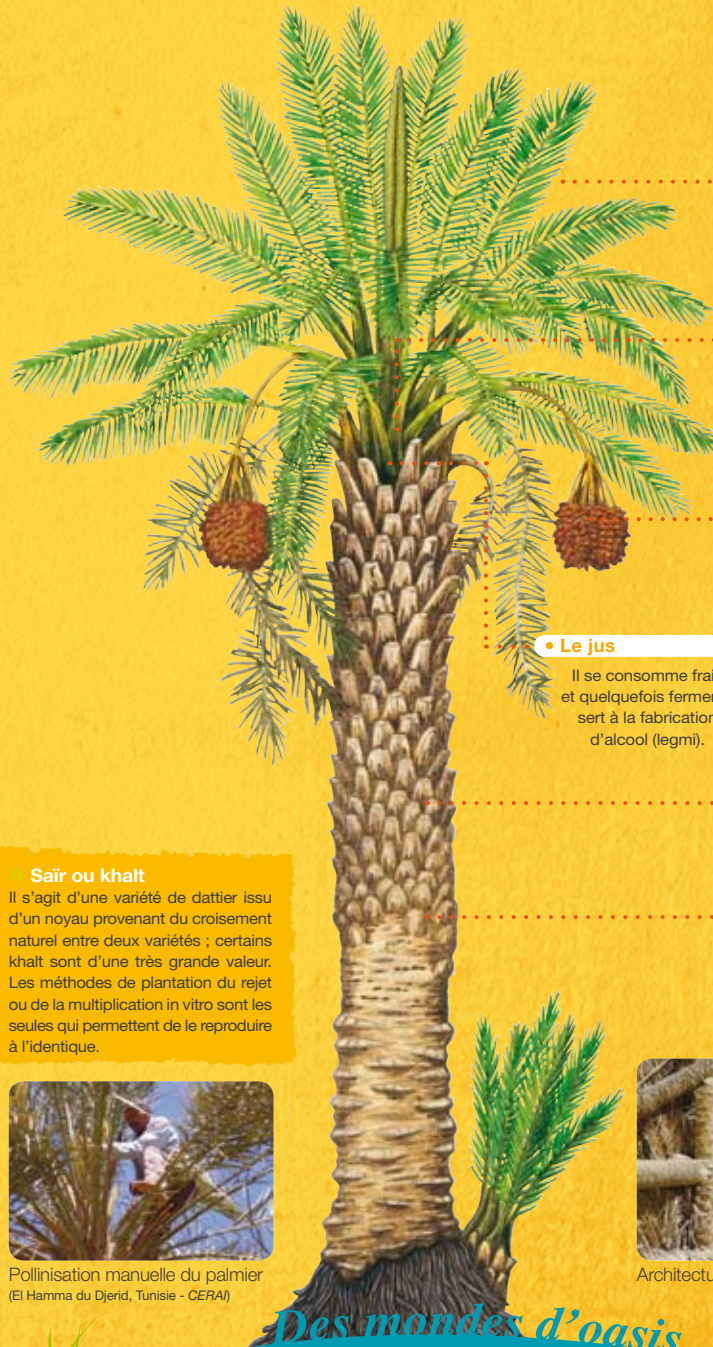 • Le jus
Il se consomme frai
et quelquefois fermen
sert à la fabrication
d'alcool (legmi).
» Saïr ou khalt
Il s'agit d'une variété de dattier issu
d'un noyau provenant du croisement
naturel entre deux variétés ; certains
khalt sont d'une très grande valeur.
Les méthodes de plantation du rejet
ou de la multiplication in vitro sont les
seules qui permettent de le reproduire
à l'identique.
Pollinisation manuelle du palmier
(El Hamma du Djerid, Tunisie - CERAI)
Architectu
Des mondes d'oasis